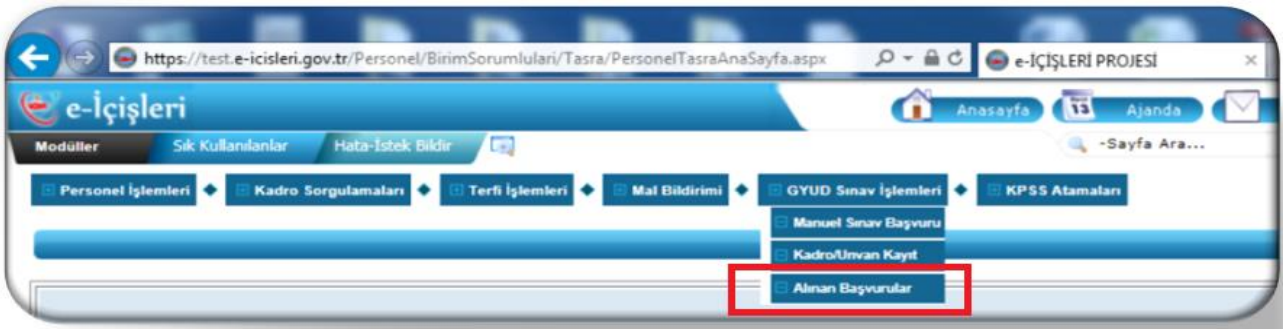 https://test.e-icisleri.gov.tr/Personel/BirimSorumlulari/Tasra/PersonelTasraAnaSayfa.aspx
e-İÇİŞLERİ PROJESİ
e-İçişleri
Anasayfa
13
Ajanda
Modüller
Sık Kullanılanlar
Hata-İstek Bildir
-Sayfa Ara...
Personel İşlemleri
Kadro Sorgulamaları
Terfi İşlemleri
Mal Bildirimi
GYUD Sınav İşlemleri
KPSS Atamaları
Manuel Sınav Başvuru
Kadro/Unvan Kayıt
Alınan Başvurular